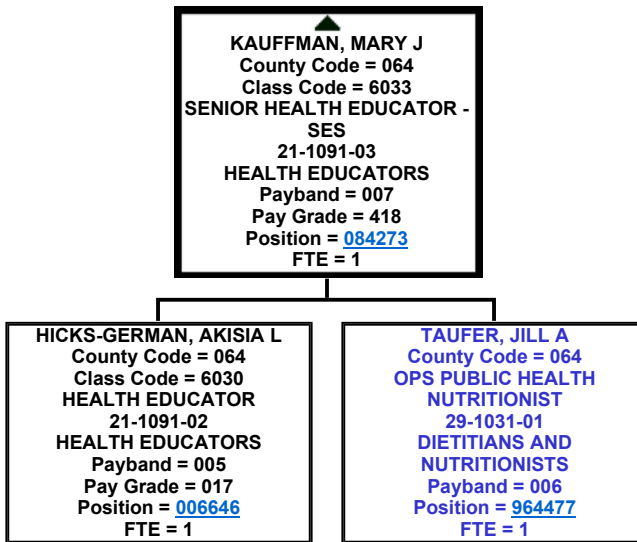 KAUFFMAN, MARY J
County Code = 064
Class Code = 6033
SENIOR HEALTH EDUCATOR -
SES
21-1091-03
HEALTH EDUCATORS
Payband = 007
Pay Grade = 418
Position = 084273
FTE = 1
HICKS-GERMAN, AKISIA L
County Code = 064
Class Code = 6030
HEALTH EDUCATOR
21-1091-02
HEALTH EDUCATORS
Payband = 005
Pay Grade = 017
Position = 006646
FTE = 1
TAUFER, JILL A
County Code = 064
OPS PUBLIC HEALTH
NUTRITIONIST
29-1031-01
DIETITIANS AND
NUTRITIONISTS
Payband = 006
Position = 964477
FTE = 1